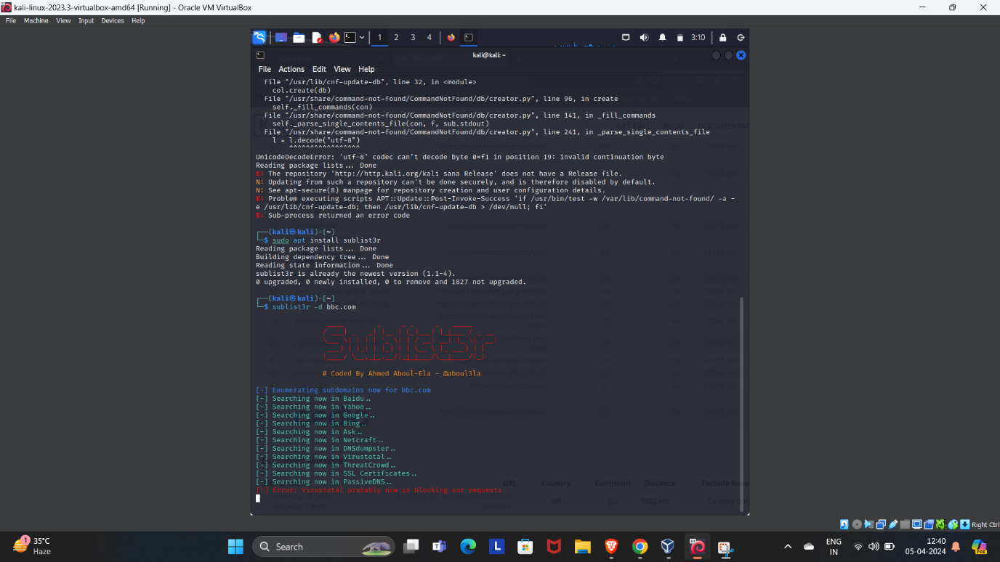 kali-linux-2023.3-virtualbox-amd64 [Running] - Oracle VM VirtualBox
File Machine View Input Devices Help
1 2 3 4 3:10
kali@kali: ~
File Actions Edit View Help
File "/usr/lib/cnf-update-db", line 32, in <module>
col.create(db)
File "/usr/share/command-not-found/CommandNotFound/db/creator.py", line 96, in create
self._fill_commands(con)
File "/usr/share/command-not-found/CommandNotFound/db/creator.py", line 141, in _fill_commands
self._parse_single_contents_file(con, f, sub.stdout)
File "/usr/share/command-not-found/CommandNotFound/db/creator.py", line 241, in _parse_single_contents_file
l = l.decode("utf-8")
^^^^^^^^^^^^^^^^^
UnicodeDecodeError: 'utf-8' codec can't decode byte 0×f1 in position 19: invalid continuation byte
Reading package lists... Done
E: The repository 'http://http.kali.org/kali sana Release' does not have a Release file.
N: Updating from such a repository can't be done securely, and is therefore disabled by default.
N: See apt-secure(8) manpage for repository creation and user configuration details.
E: Problem executing scripts APT::Update::Post-Invoke-Success 'if /usr/bin/test -w /var/lib/command-not-found/ -a -
e /usr/lib/cnf-update-db; then /usr/lib/cnf-update-db > /dev/null; fi'
E: Sub-process returned an error code
┌──(kali㉿kali)-[~]
└─$ sudo apt install sublist3r
Reading package lists... Done
Building dependency tree... Done
Reading state information... Done
sublist3r is already the newest version (1.1-4).
0 upgraded, 0 newly installed, 0 to remove and 1827 not upgraded.
┌──(kali㉿kali)-[~]
└─$ sublist3r -d bbc.com
Sublist3r
# Coded By Ahmed Aboul-Ela - @aboul3la
[-] Enumerating subdomains now for bbc.com
[-] Searching now in Baidu..
[-] Searching now in Yahoo..
[-] Searching now in Google..
[-] Searching now in Bing..
[-] Searching now in Ask..
[-] Searching now in Netcraft..
[-] Searching now in DNSdumpster..
[-] Searching now in Virustotal..
[-] Searching now in ThreatCrowd..
[-] Searching now in SSL Certificates..
[-] Searching now in PassiveDNS..
[!] Error: Virustotal probably now is blocking our requests
URL Country Continent Distance
GR EU 5062 km
Right Ctrl
1 35°C
Haze
Search
ENG
IN
12:40
05-04-2024
PRE